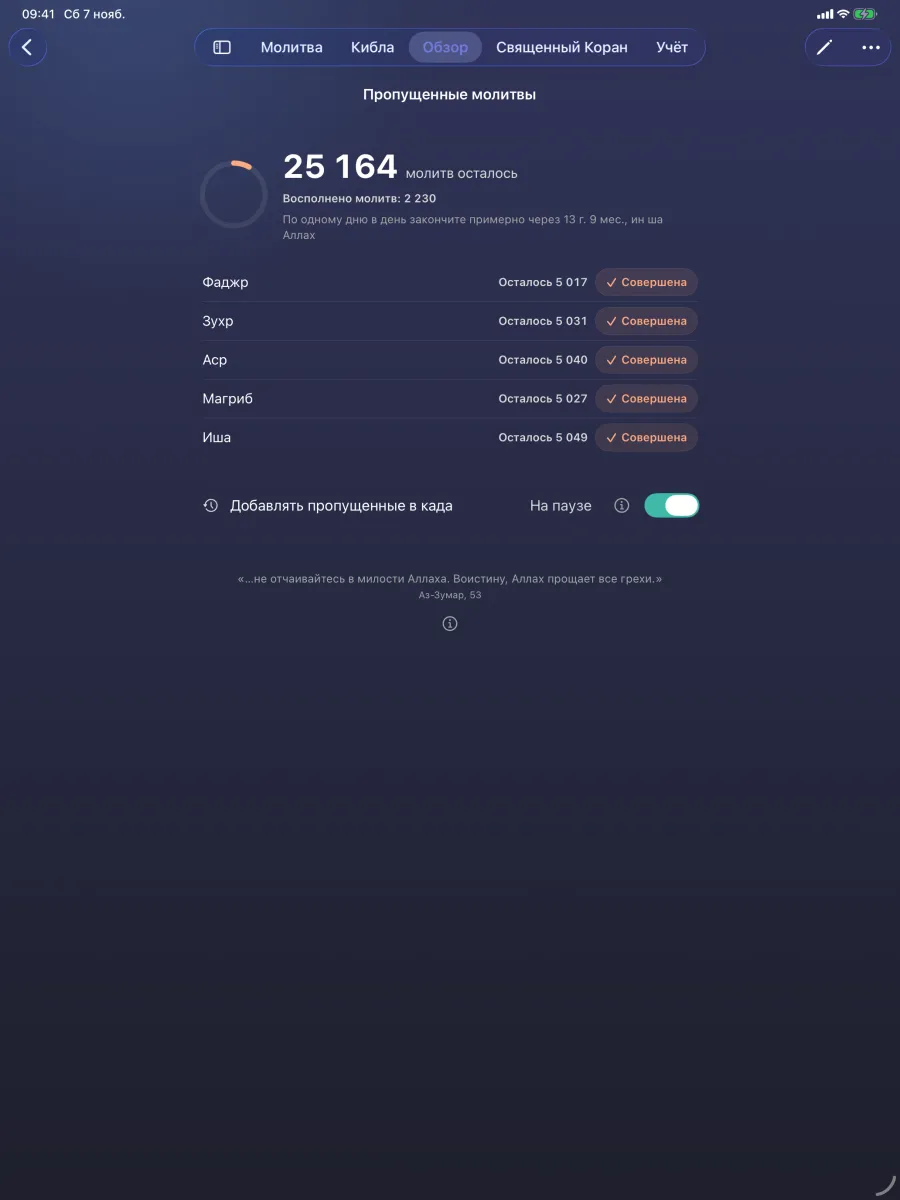 09:41 Сб 7 нояб.
Молитва Кибла Обзор Священный Коран Учёт
Пропущенные молитвы
25 164 молитв осталось
Восполнено молитв: 2 230
По одному дню в день закончите примерно через 13 г. 9 мес., ин ша
Аллах
Фаджр Осталось 5 017 Совершена
Зухр Осталось 5 031 Совершена
Аср Осталось 5 040 Совершена
Магриб Осталось 5 027 Совершена
Иша Осталось 5 049 Совершена
Добавлять пропущенные в када На паузе
«...не отчаивайтесь в милости Аллаха. Воистину, Аллах прощает все грехи.»
Аз-Зумар, 53